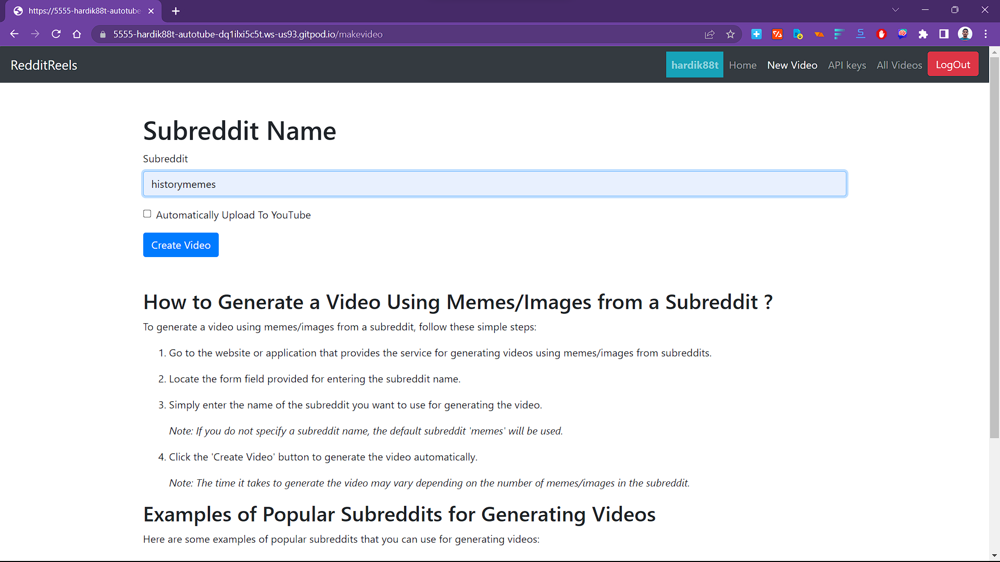 https://5555-hardik88t-autotube
5555-hardik88t-autotube-dq1ilxi5c5t.ws-us93.gitpod.io/makevideo
RedditReels
hardik88t
Home
New Video
API keys
All Videos
LogOut
Subreddit Name
Subreddit
historymemes
Automatically Upload To YouTube
Create Video
How to Generate a Video Using Memes/Images from a Subreddit ?
To generate a video using memes/images from a subreddit, follow these simple steps:
1. Go to the website or application that provides the service for generating videos using memes/images from subreddits.
2. Locate the form field provided for entering the subreddit name.
3. Simply enter the name of the subreddit you want to use for generating the video.
Note: If you do not specify a subreddit name, the default subreddit 'memes' will be used.
4. Click the 'Create Video' button to generate the video automatically.
Note: The time it takes to generate the video may vary depending on the number of memes/images in the subreddit.
Examples of Popular Subreddits for Generating Videos
Here are some examples of popular subreddits that you can use for generating videos: